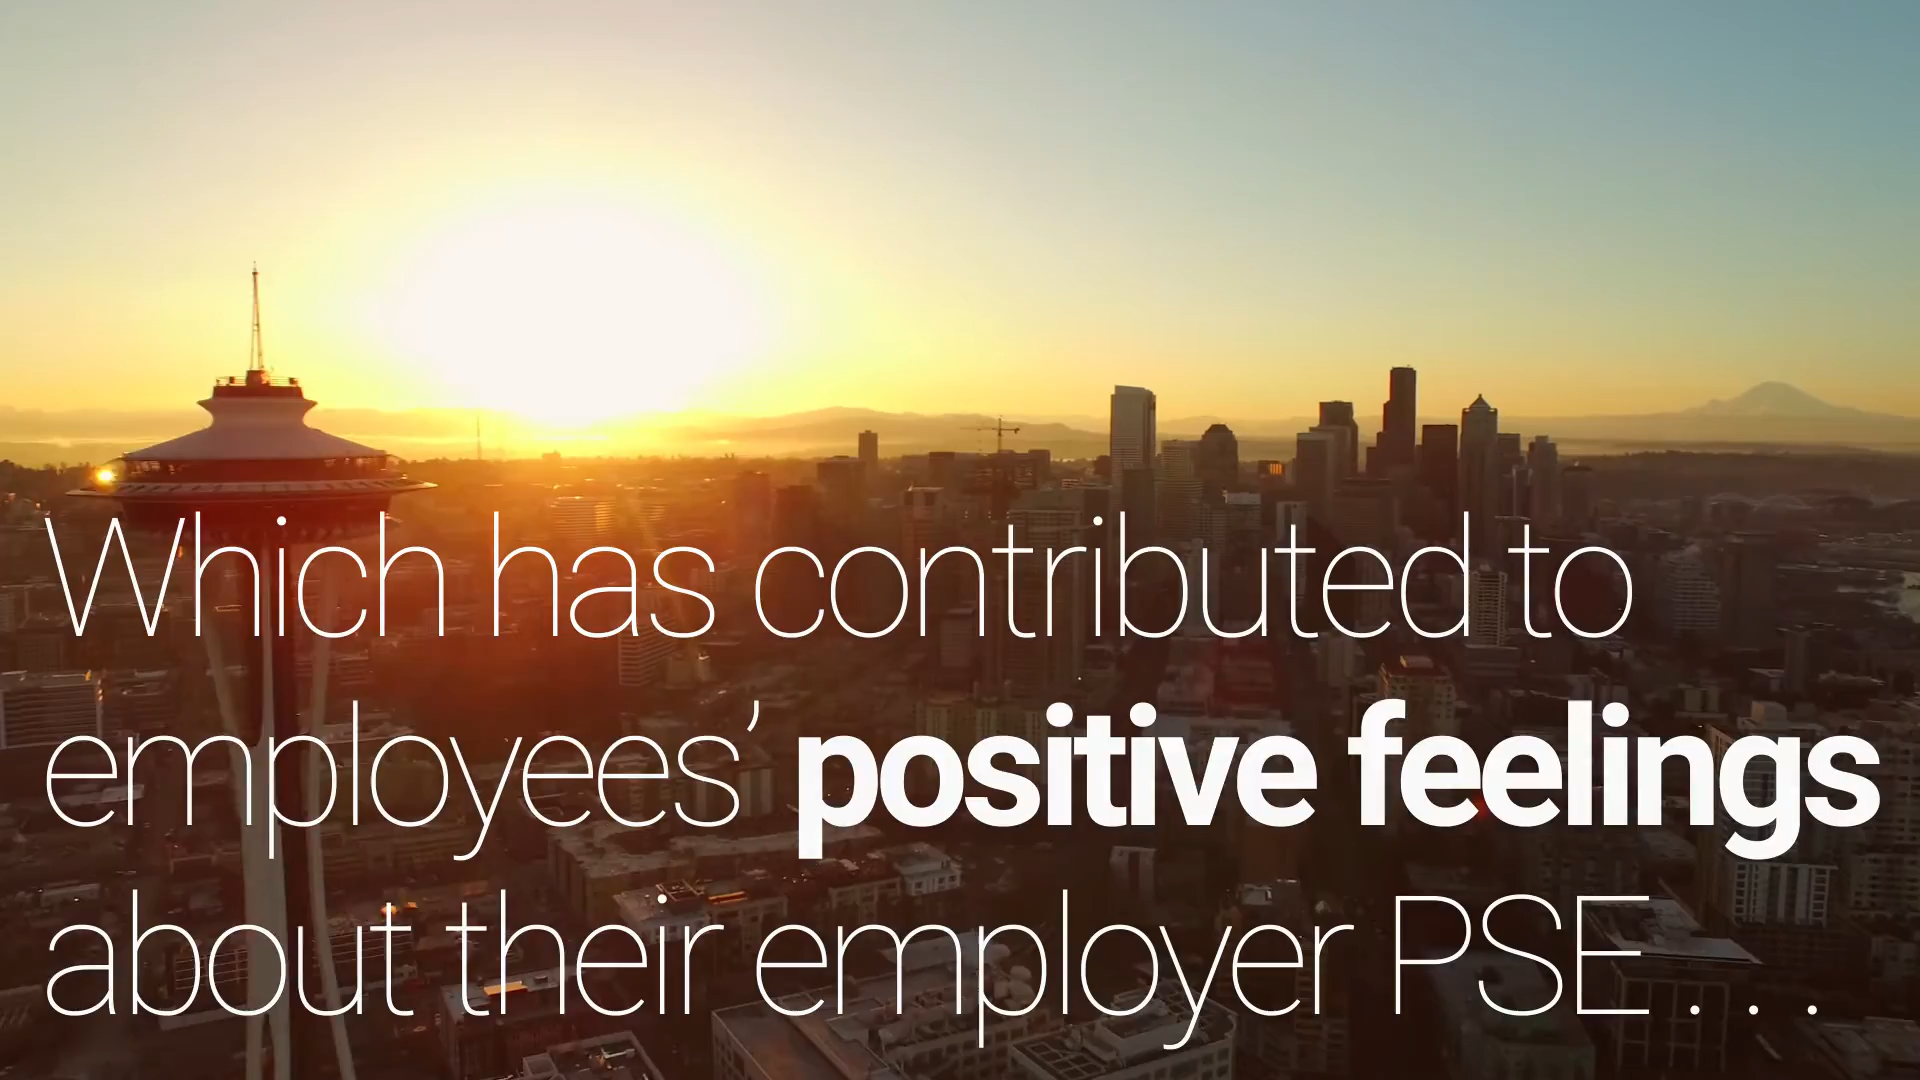 Which has contributed to
employees’ positive feelings
about their employer PSE . . .